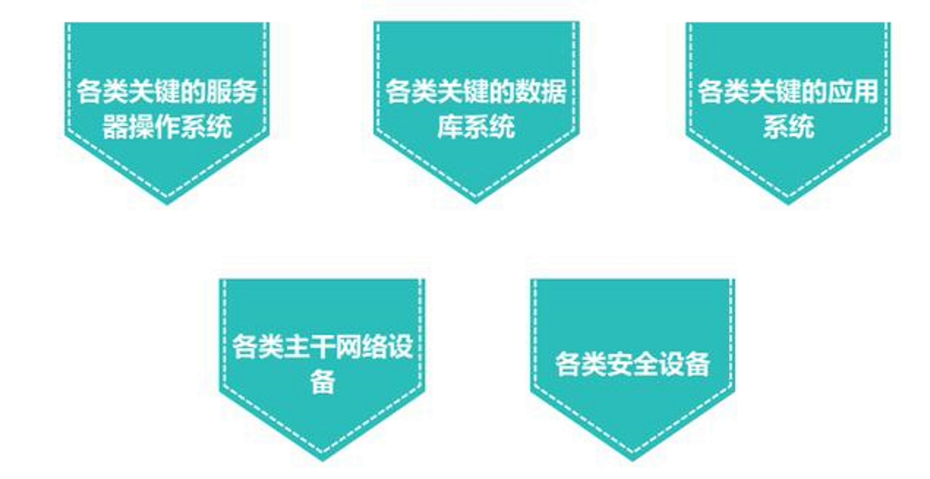 各类关键的服务
器操作系统
各类关键的数据
库系统
各类关键的应用
系统
各类主干网络设
备
各类安全设备